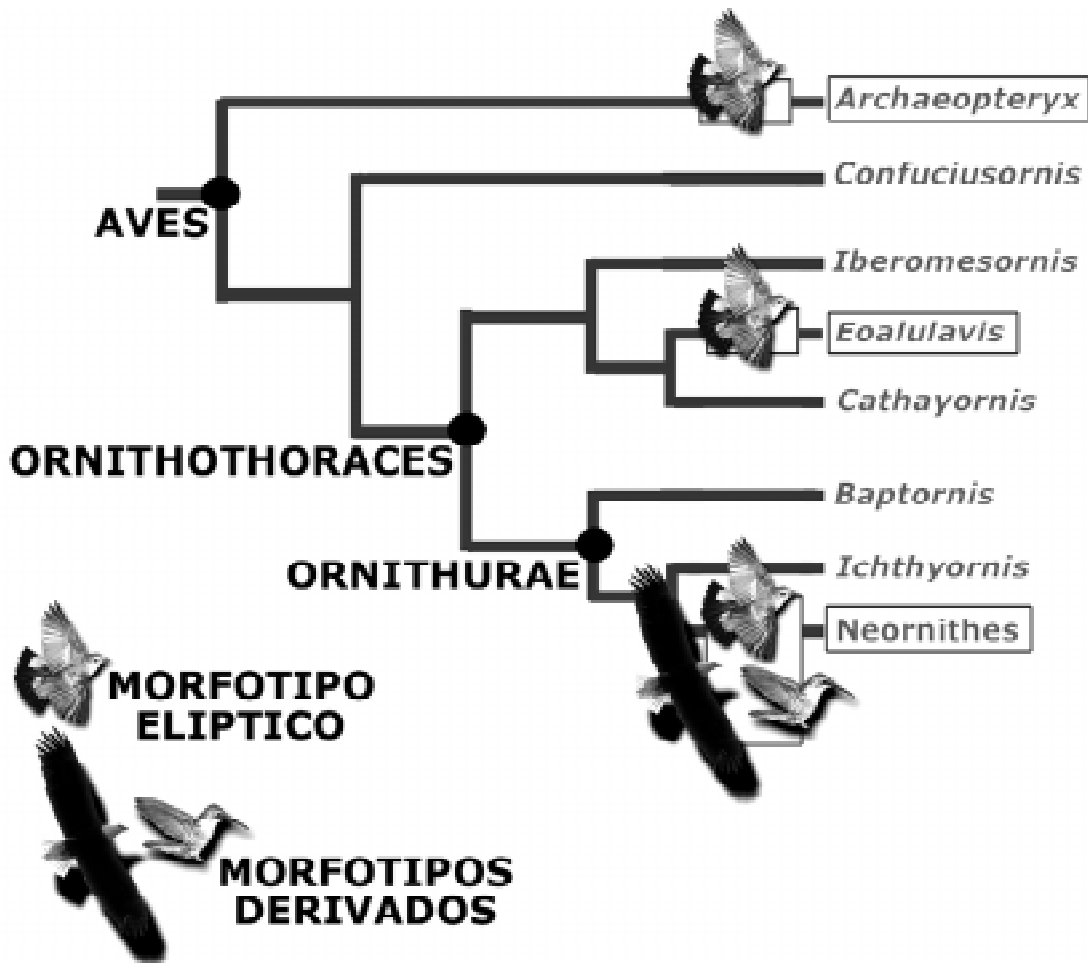 Archaeopteryx
Confuciusornis
AVES
Iberomesornis
Eoalulavis
Cathayornis
ORNITHOTHORACES
Baptornis
ORNITHURAE
Ichthyornis
Neornithes
MORFOTIPO
ELIPTICO
MORFOTIPOS
DERIVADOS